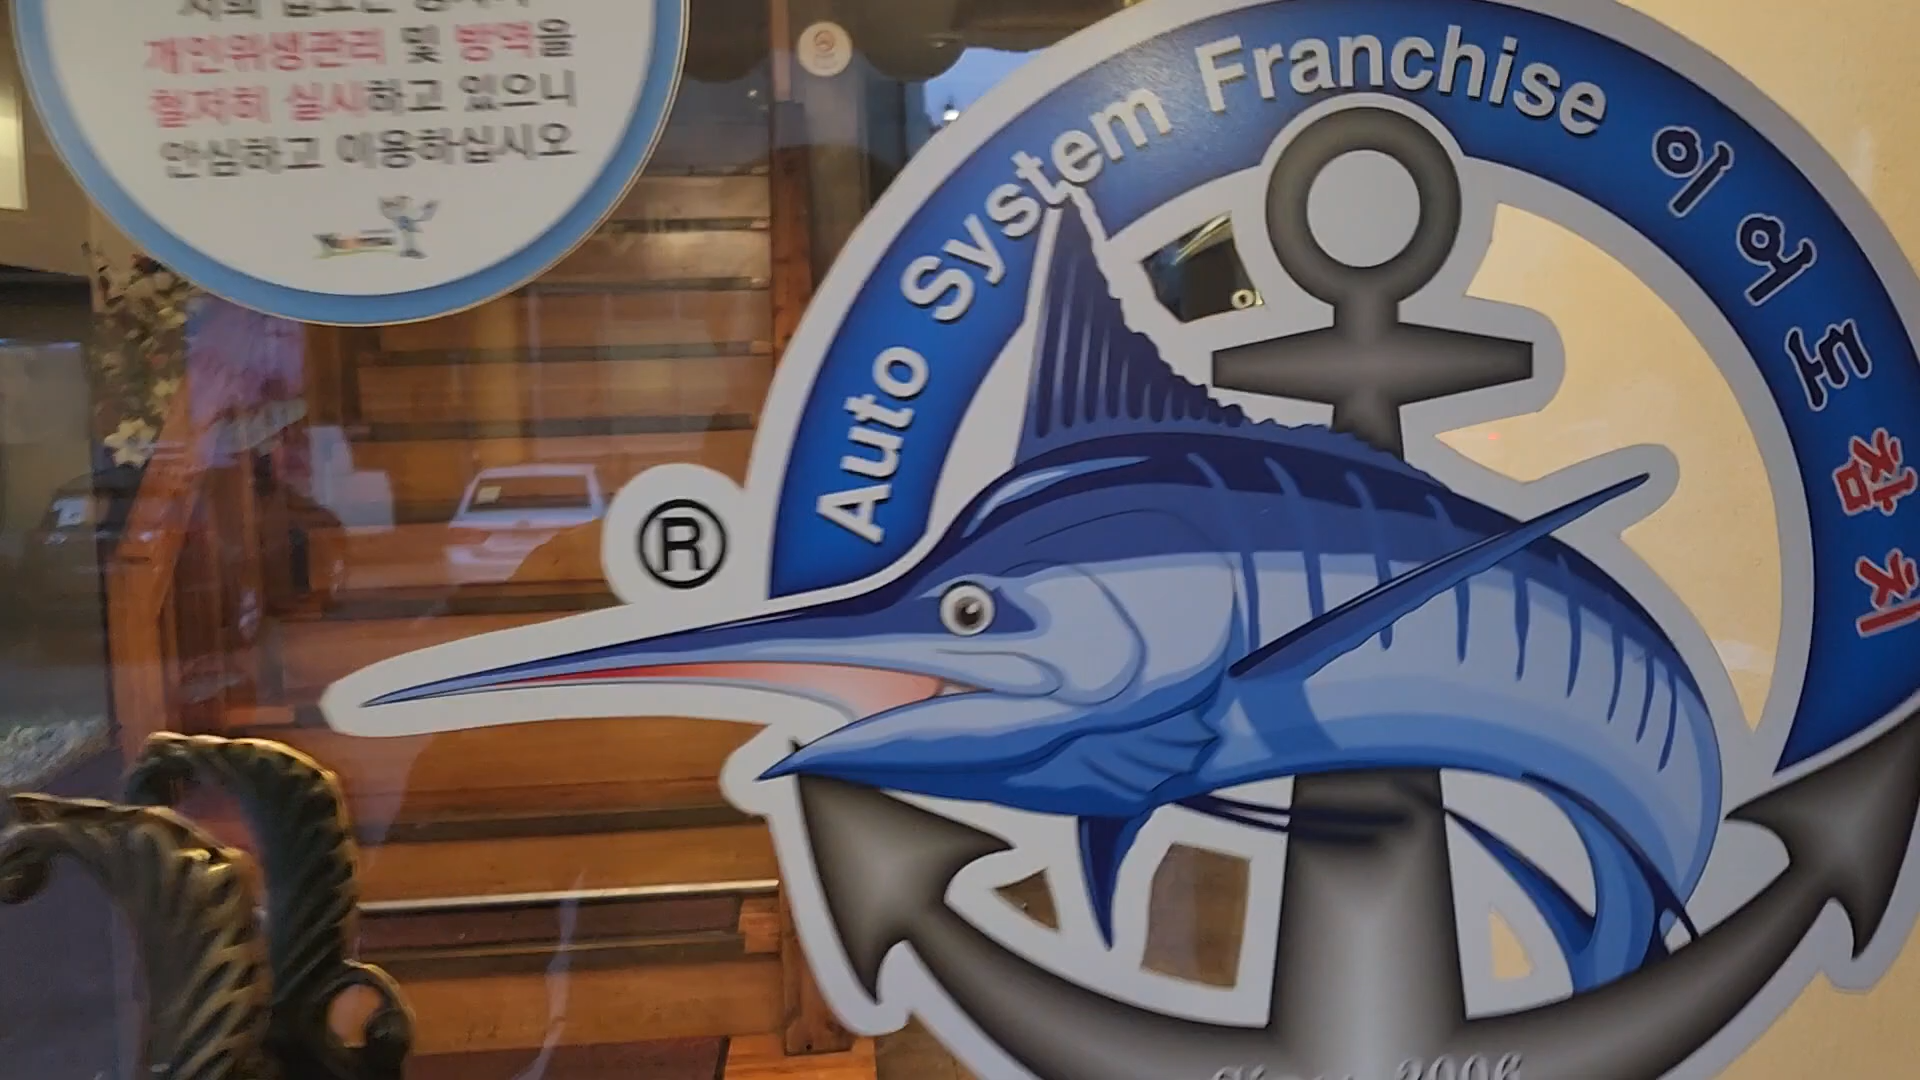 개인위생관리 및 방역을
철저히 실시하고 있으니
안심하고 이용하십시오
Auto System Franchise 이어도참치
®
Since 2006